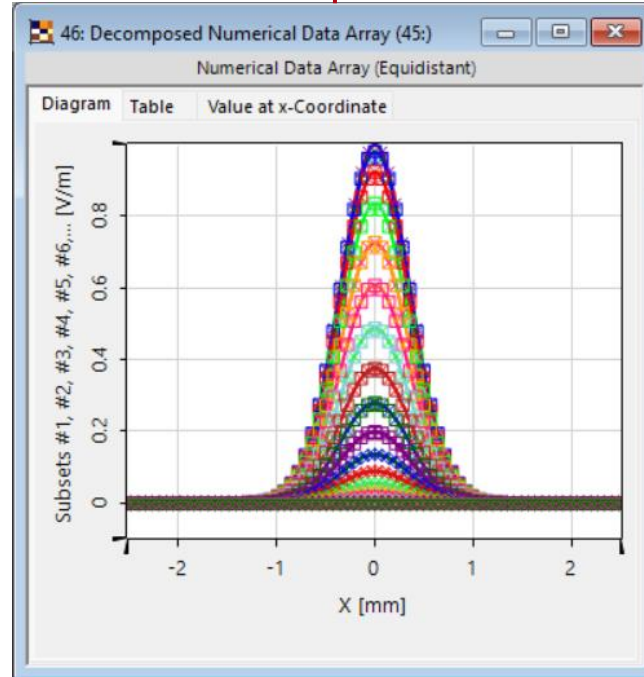 46: Decomposed Numerical Data Array (45:)
Numerical Data Array (Equidistant)
Diagram Table Value at x-Coordinate
Subsets #1, #2, #3, #4, #5, #6,... [V/m]
0.8
0.6
0.4
0.2
0
-2 -1 0 1 2
X [mm]